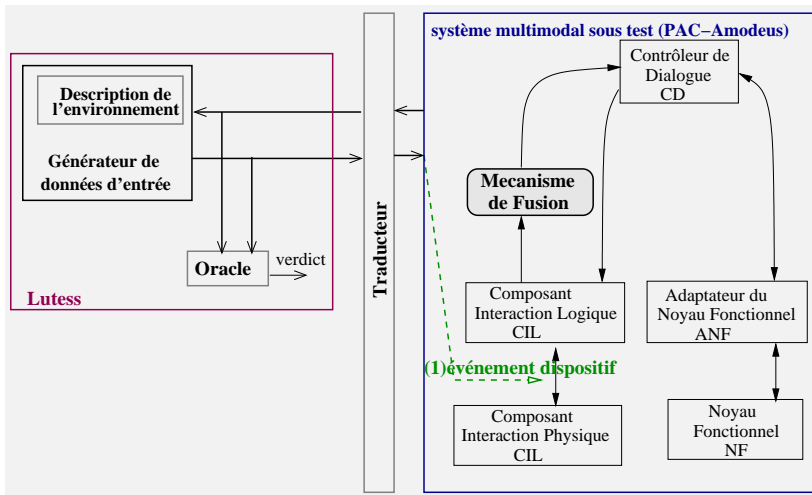 système multimodal sous test (PAC–Amodeus)
Description de
l'environnement
Générateur de
données d'entrée
Oracle
verdict
Lutess
Traducteur
Contrôleur de
Dialogue
CD
Mecanisme
de Fusion
Composant
Interaction Logique
CIL
Adaptateur du
Noyau Fonctionnel
ANF
(1)événement dispositif
Composant
Interaction Physique
CIL
Noyau
Fonctionnel
NF